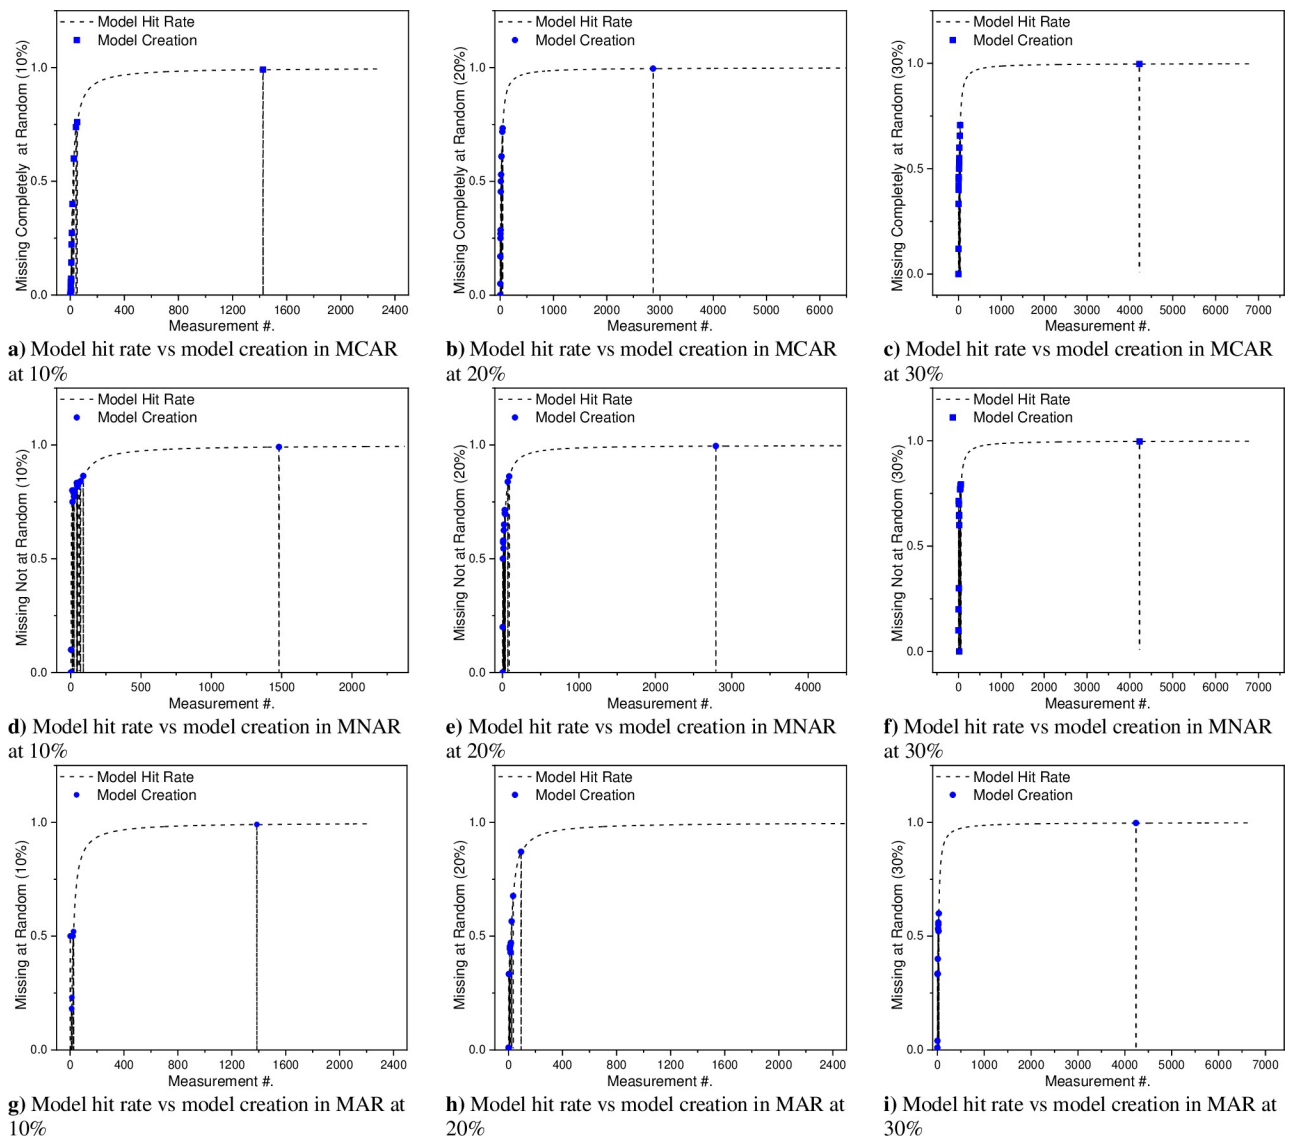 Model Hit Rate
Model Creation
Missing Completely at Random (10%)
1.0
0.5
0.0
0 400 800 1200 1600 2000 2400
Measurement #.
a) Model hit rate vs model creation in MCAR
at 10%
Model Hit Rate
Model Creation
Missing Completely at Random (20%)
1.0
0.5
0.0
0 1000 2000 3000 4000 5000 6000
Measurement #.
b) Model hit rate vs model creation in MCAR
at 20%
Model Hit Rate
Model Creation
Missing Completely at Random (30%)
1.0
0.5
0.0
0 1000 2000 3000 4000 5000 6000 7000
Measurement #.
c) Model hit rate vs model creation in MCAR
at 30%
Model Hit Rate
Model Creation
Missing Not at Random (10%)
1.0
0.5
0.0
0 500 1000 1500 2000
Measurement #.
d) Model hit rate vs model creation in MNAR
at 10%
Model Hit Rate
Model Creation
Missing Not at Random (20%)
1.0
0.5
0.0
0 1000 2000 3000 4000
Measurement #.
e) Model hit rate vs model creation in MNAR
at 20%
Model Hit Rate
Model Creation
Missing Not at Random (30%)
1.0
0.5
0.0
0 1000 2000 3000 4000 5000 6000 7000
Measurement #.
f) Model hit rate vs model creation in MNAR
at 30%
Model Hit Rate
Model Creation
Missing at Random (10%)
1.0
0.5
0.0
0 400 800 1200 1600 2000 2400
Measurement #.
g) Model hit rate vs model creation in MAR at
10%
Model Hit Rate
Model Creation
Missing at Random (20%)
1.0
0.5
0.0
0 400 800 1200 1600 2000 2400
Measurement #.
h) Model hit rate vs model creation in MAR at
20%
Model Hit Rate
Model Creation
Missing at Random (30%)
1.0
0.5
0.0
0 1000 2000 3000 4000 5000 6000 7000
Measurement #.
i) Model hit rate vs model creation in MAR at
30%